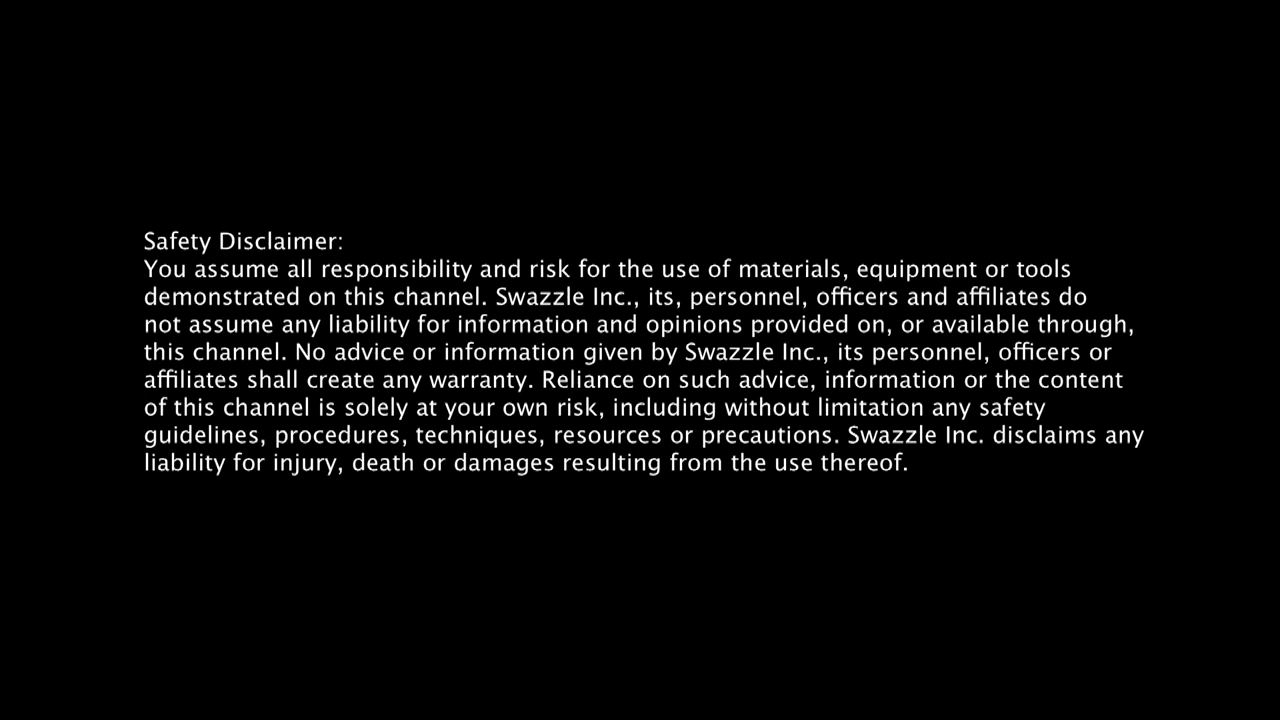 Safety Disclaimer:
You assume all responsibility and risk for the use of materials, equipment or tools
demonstrated on this channel. Swazzle Inc., its, personnel, officers and affiliates do
not assume any liability for information and opinions provided on, or available through,
this channel. No advice or information given by Swazzle Inc., its personnel, officers or
affiliates shall create any warranty. Reliance on such advice, information or the content
of this channel is solely at your own risk, including without limitation any safety
guidelines, procedures, techniques, resources or precautions. Swazzle Inc. disclaims any
liability for injury, death or damages resulting from the use thereof.